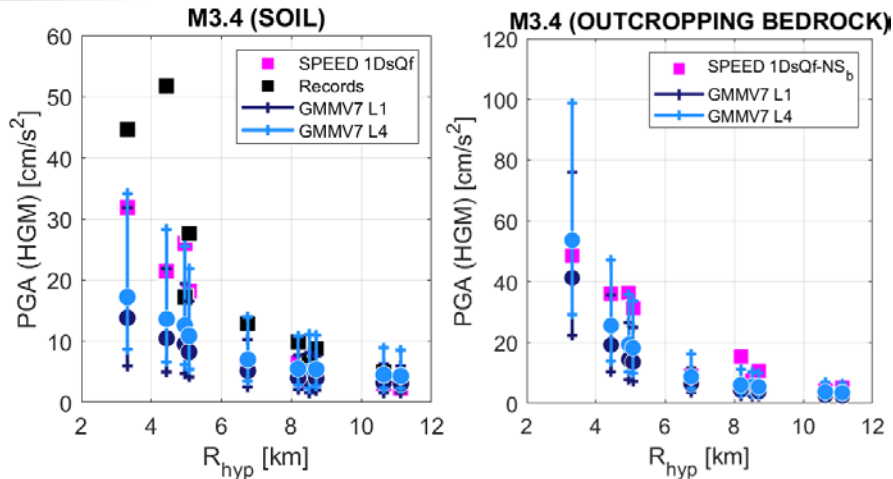 M3.4 (SOIL)
60
50
40
30
20
10
0
PGA (HGM) [cm/s²]
SPEED 1DsQf
Records
GMMV7 L1
GMMV7 L4
2 4 6 8 10 12
R_hyp [km]
M3.4 (OUTCROPPING BEDROCK)
120
100
80
60
40
20
0
PGA (HGM) [cm/s²]
SPEED 1DsQf-NS_b
GMMV7 L1
GMMV7 L4
2 4 6 8 10 12
R_hyp [km]